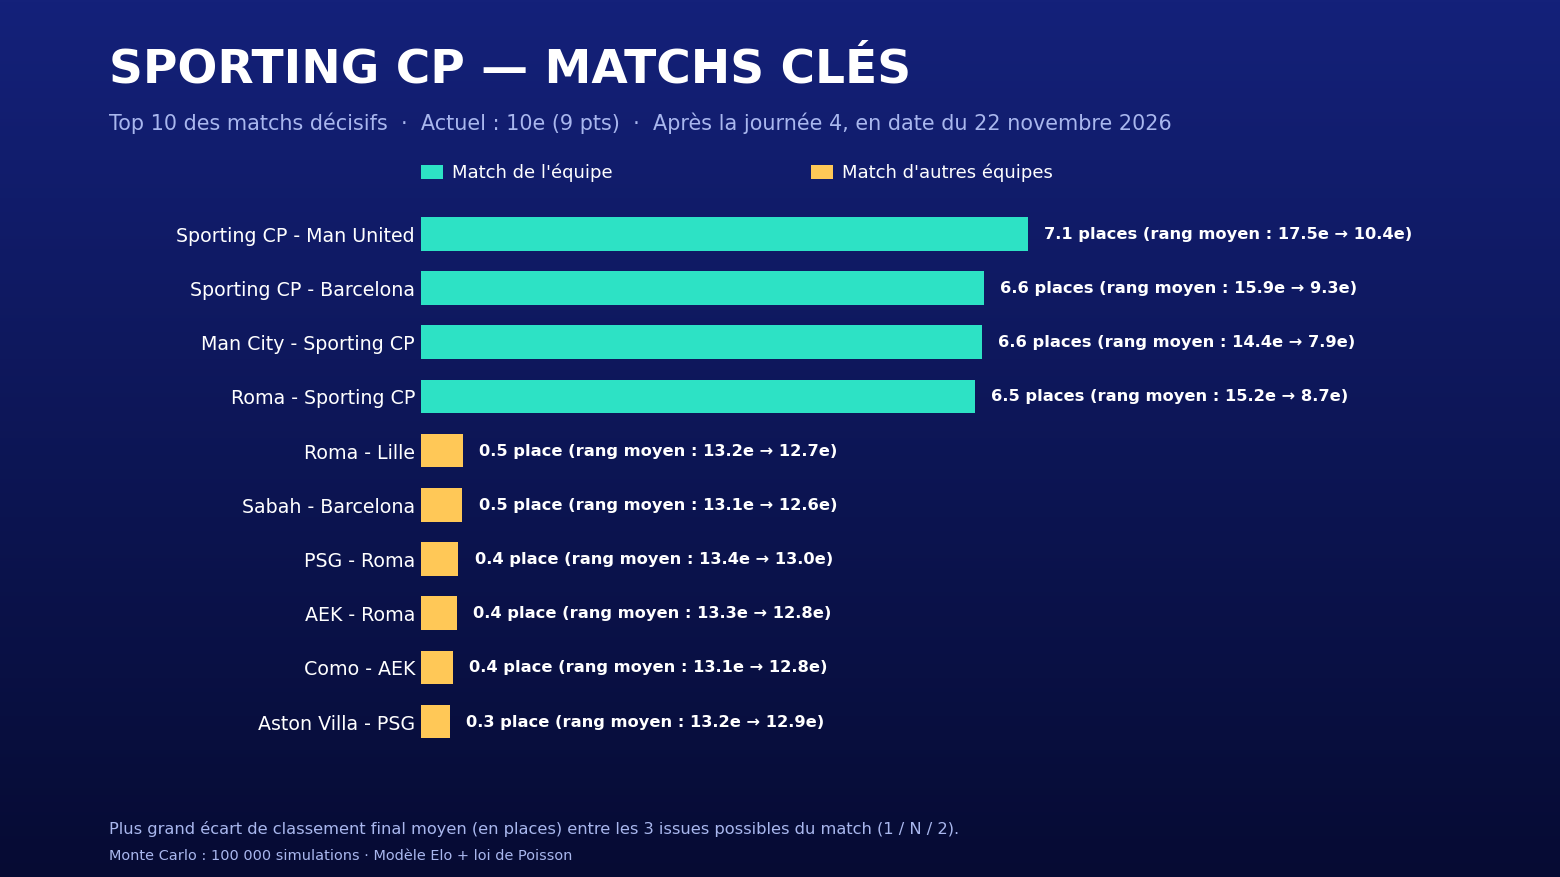 SPORTING CP — MATCHS CLÉS
Top 10 des matchs décisifs · Actuel : 10e (9 pts) · Après la journée 4, en date du 22 novembre 2026
Match de l'équipe
Match d'autres équipes
Sporting CP - Man United 7.1 places (rang moyen : 17.5e → 10.4e)
Sporting CP - Barcelona 6.6 places (rang moyen : 15.9e → 9.3e)
Man City - Sporting CP 6.6 places (rang moyen : 14.4e → 7.9e)
Roma - Sporting CP 6.5 places (rang moyen : 15.2e → 8.7e)
Roma - Lille 0.5 place (rang moyen : 13.2e → 12.7e)
Sabah - Barcelona 0.5 place (rang moyen : 13.1e → 12.6e)
PSG - Roma 0.4 place (rang moyen : 13.4e → 13.0e)
AEK - Roma 0.4 place (rang moyen : 13.3e → 12.8e)
Como - AEK 0.4 place (rang moyen : 13.1e → 12.8e)
Aston Villa - PSG 0.3 place (rang moyen : 13.2e → 12.9e)
Plus grand écart de classement final moyen (en places) entre les 3 issues possibles du match (1 / N / 2).
Monte Carlo : 100 000 simulations · Modèle Elo + loi de Poisson